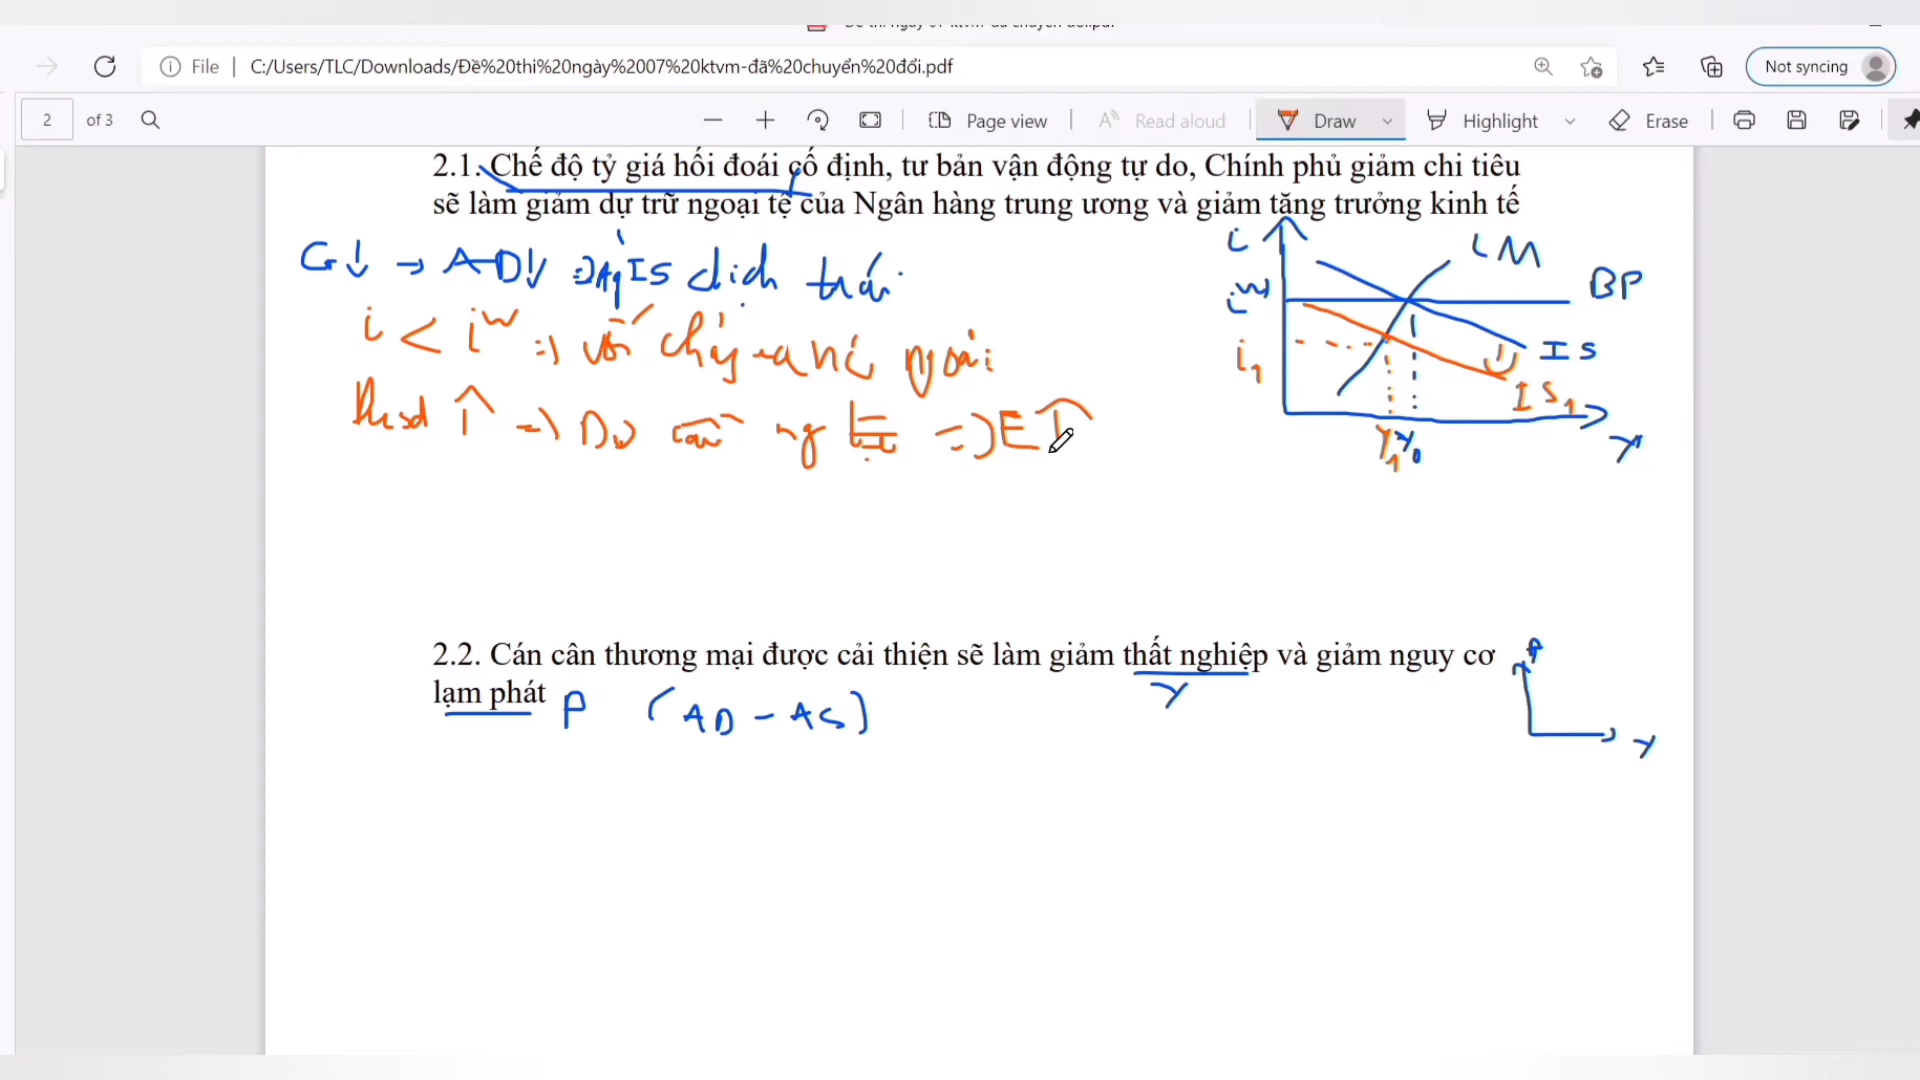 File C:/Users/TLC/Downloads/Đề%20thi%20ngày%2007%20ktvm-đã%20chuyển%20đổi.pdf Not syncing
2 of 3 Page view Read aloud Draw Highlight Erase
2.1. Chế độ tỷ giá hối đoái cố định, tư bản vận động tự do, Chính phủ giảm chi tiêu
sẽ làm giảm dự trữ ngoại tệ của Ngân hàng trung ương và giảm tăng trưởng kinh tế
G↓ → AD↓ IS dịch trái
i < i^w => vốn chảy ra nc ngoài
↑ => => E↑
i LM
i^w BP
i₁ IS
IS₁
Y₁ Y₀ Y
2.2. Cán cân thương mại được cải thiện sẽ làm giảm thất nghiệp và giảm nguy cơ
lạm phát P (AD - AS) Y
P
Y